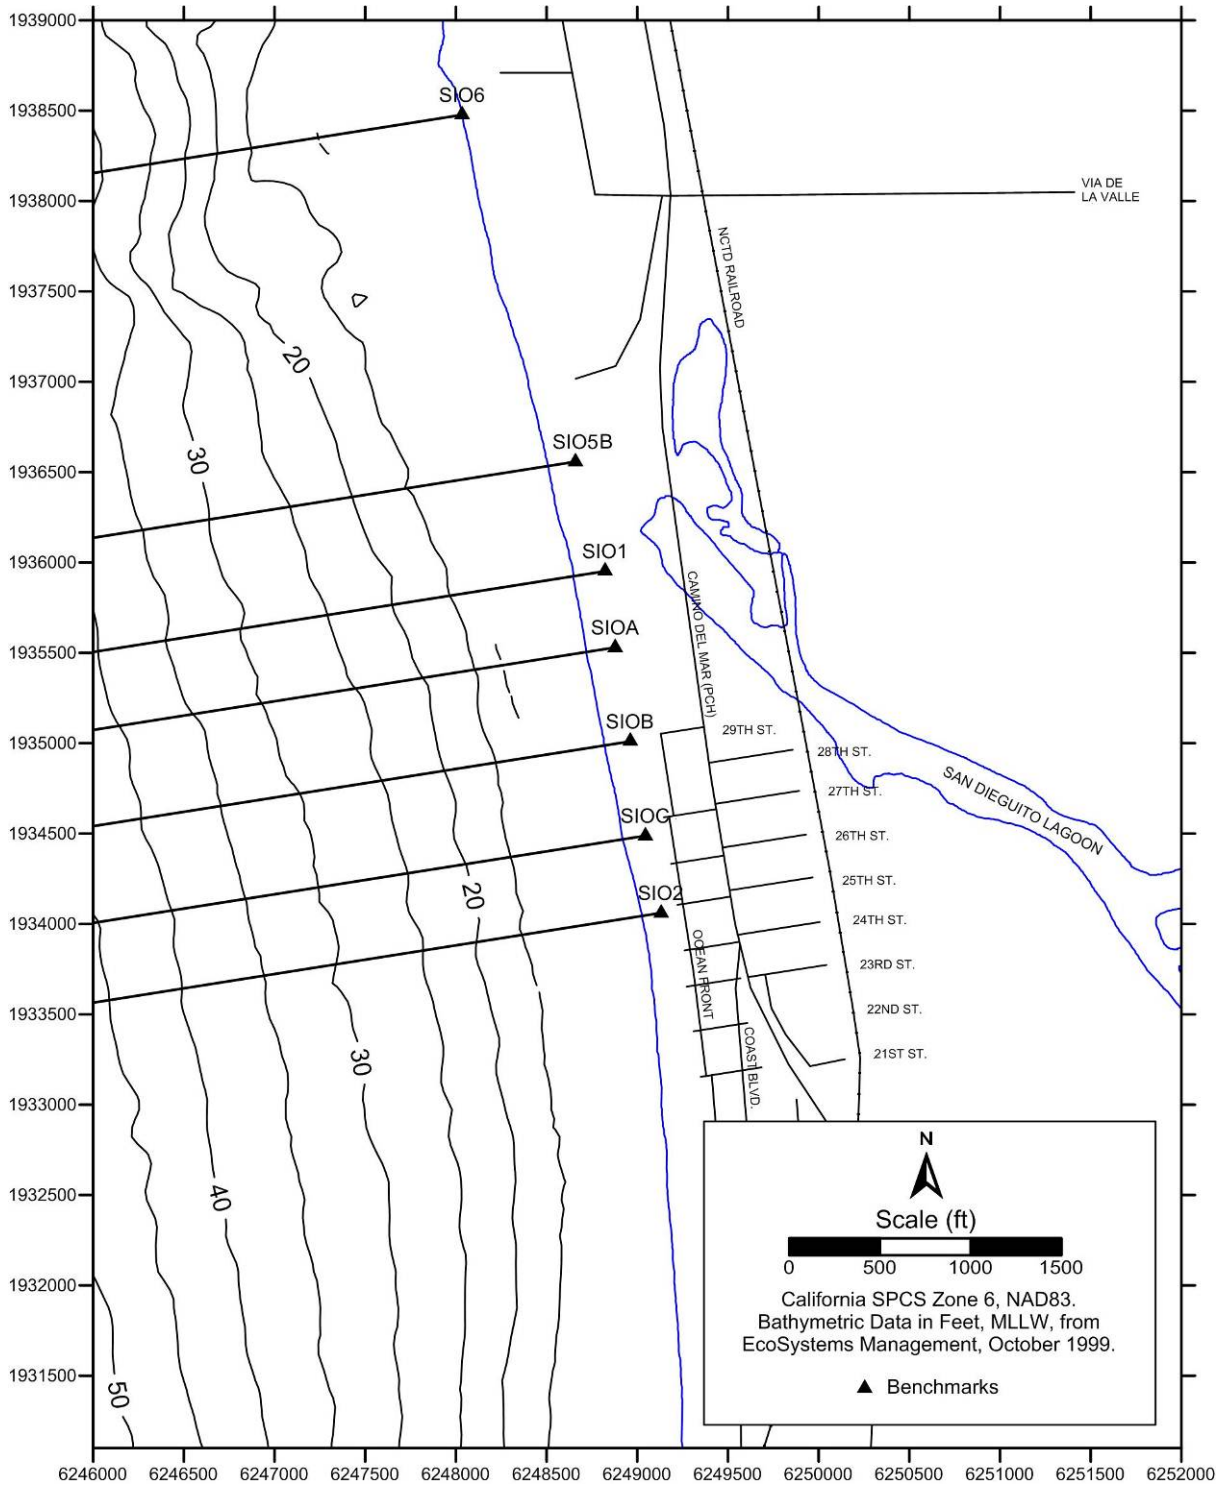 1939000
1938500
1938000
1937500
1937000
1936500
1936000
1935500
1935000
1934500
1934000
1933500
1933000
1932500
1932000
1931500
SIO6
VIA DE
LA VALLE
NCTD RAILROAD
20
30
SIO5B
SIO1
SIOA
SIOB
SIOG
SIO2
CAMINO DEL MAR (PCH)
29TH ST.
28TH ST.
27TH ST.
26TH ST.
25TH ST.
24TH ST.
23RD ST.
22ND ST.
21ST ST.
SAN DIEGUITO LAGOON
OCEAN FRONT
COAST BLVD.
20
30
40
50
N
Scale (ft)
0 500 1000 1500
California SPCS Zone 6, NAD83.
Bathymetric Data in Feet, MLLW, from
EcoSystems Management, October 1999.
Benchmarks
6246000 6246500 6247000 6247500 6248000 6248500 6249000 6249500 6250000 6250500 6251000 6251500 6252000